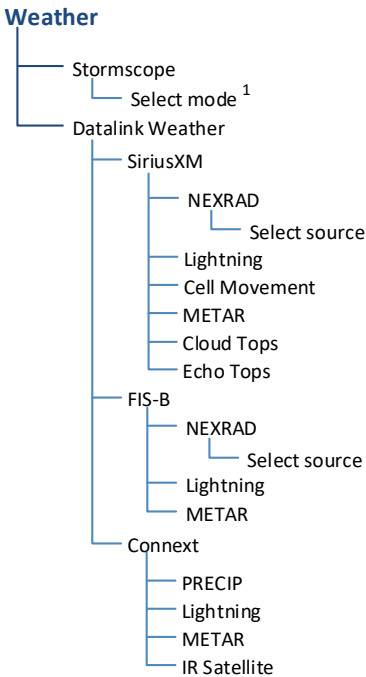 Weather
Stormscope
Select mode 1
Datalink Weather
SiriusXM
NEXRAD
Select source
Lightning
Cell Movement
METAR
Cloud Tops
Echo Tops
FIS-B
NEXRAD
Select source
Lightning
METAR
Connext
PRECIP
Lightning
METAR
IR Satellite